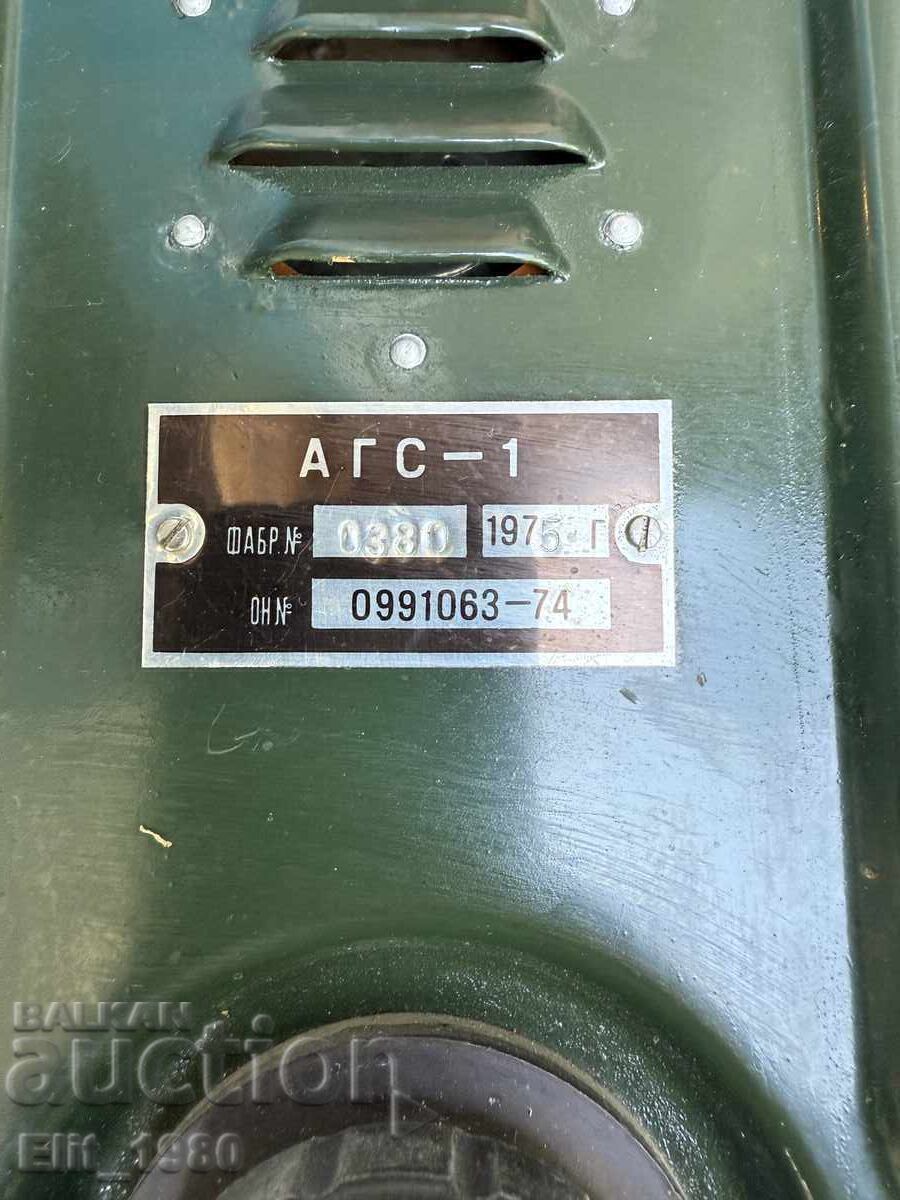 АГС-1
ФАБР.№ 0380 1975 Г
ОН№ 0991063-74
BALKAN
auction
Elit_1980